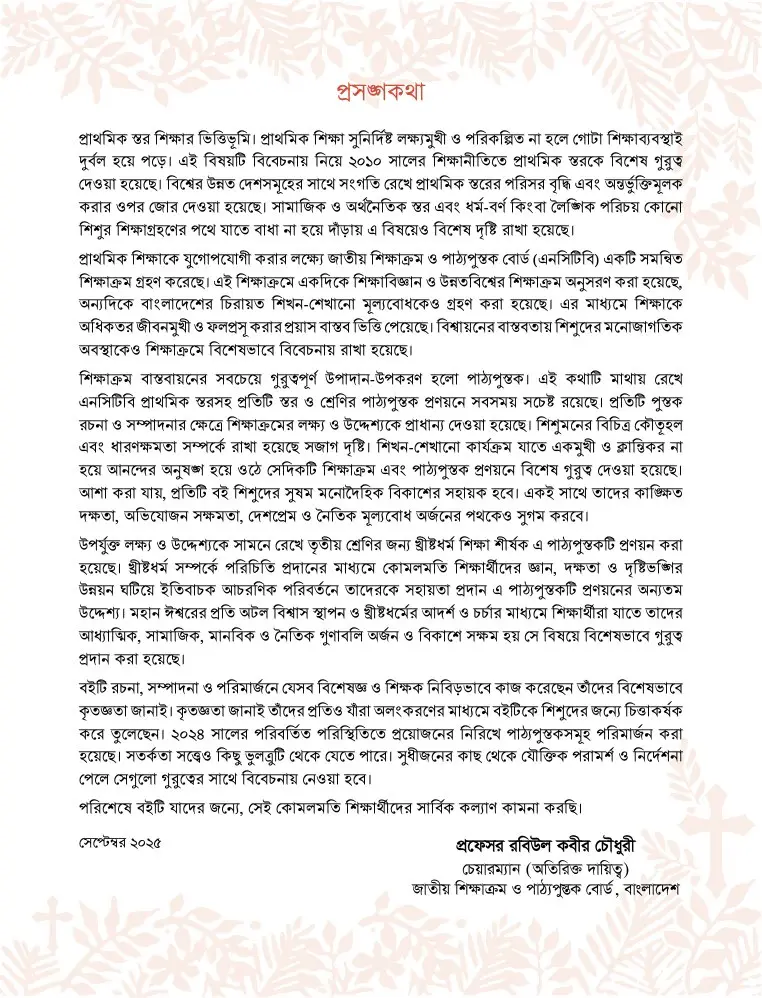 প্রসঙ্গকথা
প্রাথমিক স্তর শিক্ষার ভিত্তিভূমি। প্রাথমিক শিক্ষা সুনির্দিষ্ট লক্ষ্যমুখী ও পরিকল্পিত না হলে গোটা শিক্ষাব্যবস্থাই
দুর্বল হয়ে পড়ে। এই বিষয়টি বিবেচনায় নিয়ে ২০১০ সালের শিক্ষানীতিতে প্রাথমিক স্তরকে বিশেষ গুরুত্ব
দেওয়া হয়েছে। বিশ্বের উন্নত দেশসমূহের সাথে সংগতি রেখে প্রাথমিক স্তরের পরিসর বৃদ্ধি এবং অন্তর্ভুক্তিমূলক
করার ওপর জোর দেওয়া হয়েছে। সামাজিক ও অর্থনৈতিক স্তর এবং ধর্ম-বর্ণ কিংবা লৈঙ্গিক পরিচয় কোনো
শিশুর শিক্ষাগ্রহণের পথে যাতে বাধা না হয়ে দাঁড়ায় এ বিষয়েও বিশেষ দৃষ্টি রাখা হয়েছে।
প্রাথমিক শিক্ষাকে যুগোপযোগী করার লক্ষ্যে জাতীয় শিক্ষাক্রম ও পাঠ্যপুস্তক বোর্ড (এনসিটিবি) একটি সমন্বিত
শিক্ষাক্রম গ্রহণ করেছে। এই শিক্ষাক্রমে একদিকে শিক্ষাবিজ্ঞান ও উন্নতবিশ্বের শিক্ষাক্রম অনুসরণ করা হয়েছে,
অন্যদিকে বাংলাদেশের চিরায়ত শিখন-শেখানো মূল্যবোধকেও গ্রহণ করা হয়েছে। এর মাধ্যমে শিক্ষাকে
অধিকতর জীবনমুখী ও ফলপ্রসূ করার প্রয়াস বাস্তব ভিত্তি পেয়েছে। বিশ্বায়নের বাস্তবতায় শিশুদের মনোজাগতিক
অবস্থাকেও শিক্ষাক্রমে বিশেষভাবে বিবেচনায় রাখা হয়েছে।
শিক্ষাক্রম বাস্তবায়নের সবচেয়ে গুরুত্বপূর্ণ উপাদান-উপকরণ হলো পাঠ্যপুস্তক। এই কথাটি মাথায় রেখে
এনসিটিবি প্রাথমিক স্তরসহ প্রতিটি স্তর ও শ্রেণির পাঠ্যপুস্তক প্রণয়নে সবসময় সচেষ্ট রয়েছে। প্রতিটি পুস্তক
রচনা ও সম্পাদনার ক্ষেত্রে শিক্ষাক্রমের লক্ষ্য ও উদ্দেশ্যকে প্রাধান্য দেওয়া হয়েছে। শিশুমনের বিচিত্র কৌতূহল
এবং ধারণক্ষমতা সম্পর্কে রাখা হয়েছে সজাগ দৃষ্টি। শিখন-শেখানো কার্যক্রম যাতে একমুখী ও ক্লান্তিকর না
হয়ে আনন্দের অনুষঙ্গ হয়ে ওঠে সেদিকটি শিক্ষাক্রম এবং পাঠ্যপুস্তক প্রণয়নে বিশেষ গুরুত্ব দেওয়া হয়েছে।
আশা করা যায়, প্রতিটি বই শিশুদের সুষম মনোদৈহিক বিকাশের সহায়ক হবে। একই সাথে তাদের কাঙ্ক্ষিত
দক্ষতা, অভিযোজন সক্ষমতা, দেশপ্রেম ও নৈতিক মূল্যবোধ অর্জনের পথকেও সুগম করবে।
উপর্যুক্ত লক্ষ্য ও উদ্দেশ্যকে সামনে রেখে তৃতীয় শ্রেণির জন্য খ্রীষ্টধর্ম শিক্ষা শীর্ষক এ পাঠ্যপুস্তকটি প্রণয়ন করা
হয়েছে। খ্রীষ্টধর্ম সম্পর্কে পরিচিতি প্রদানের মাধ্যমে কোমলমতি শিক্ষার্থীদের জ্ঞান, দক্ষতা ও দৃষ্টিভঙ্গির
উন্নয়ন ঘটিয়ে ইতিবাচক আচরণিক পরিবর্তনে তাদেরকে সহায়তা প্রদান এ পাঠ্যপুস্তকটি প্রণয়নের অন্যতম
উদ্দেশ্য। মহান ঈশ্বরের প্রতি অটল বিশ্বাস স্থাপন ও খ্রীষ্টধর্মের আদর্শ ও চর্চার মাধ্যমে শিক্ষার্থীরা যাতে তাদের
আধ্যাত্মিক, সামাজিক, মানবিক ও নৈতিক গুণাবলি অর্জন ও বিকাশে সক্ষম হয় সে বিষয়ে বিশেষভাবে গুরুত্ব
প্রদান করা হয়েছে।
বইটি রচনা, সম্পাদনা ও পরিমার্জনে যেসব বিশেষজ্ঞ ও শিক্ষক নিবিড়ভাবে কাজ করেছেন তাঁদের বিশেষভাবে
কৃতজ্ঞতা জানাই। কৃতজ্ঞতা জানাই তাঁদের প্রতিও যাঁরা অলংকরণের মাধ্যমে বইটিকে শিশুদের জন্যে চিত্তাকর্ষক
করে তুলেছেন। ২০২৪ সালের পরিবর্তিত পরিস্থিতিতে প্রয়োজনের নিরিখে পাঠ্যপুস্তকসমূহ পরিমার্জন করা
হয়েছে। সতর্কতা সত্ত্বেও কিছু ভুলত্রুটি থেকে যেতে পারে। সুধীজনের কাছ থেকে যৌক্তিক পরামর্শ ও নির্দেশনা
পেলে সেগুলো গুরুত্বের সাথে বিবেচনায় নেওয়া হবে।
পরিশেষে বইটি যাদের জন্যে, সেই কোমলমতি শিক্ষার্থীদের সার্বিক কল্যাণ কামনা করছি।
সেপ্টেম্বর ২০২৫
প্রফেসর রবিউল কবীর চৌধুরী
চেয়ারম্যান (অতিরিক্ত দায়িত্ব)
জাতীয় শিক্ষাক্রম ও পাঠ্যপুস্তক বোর্ড, বাংলাদেশ